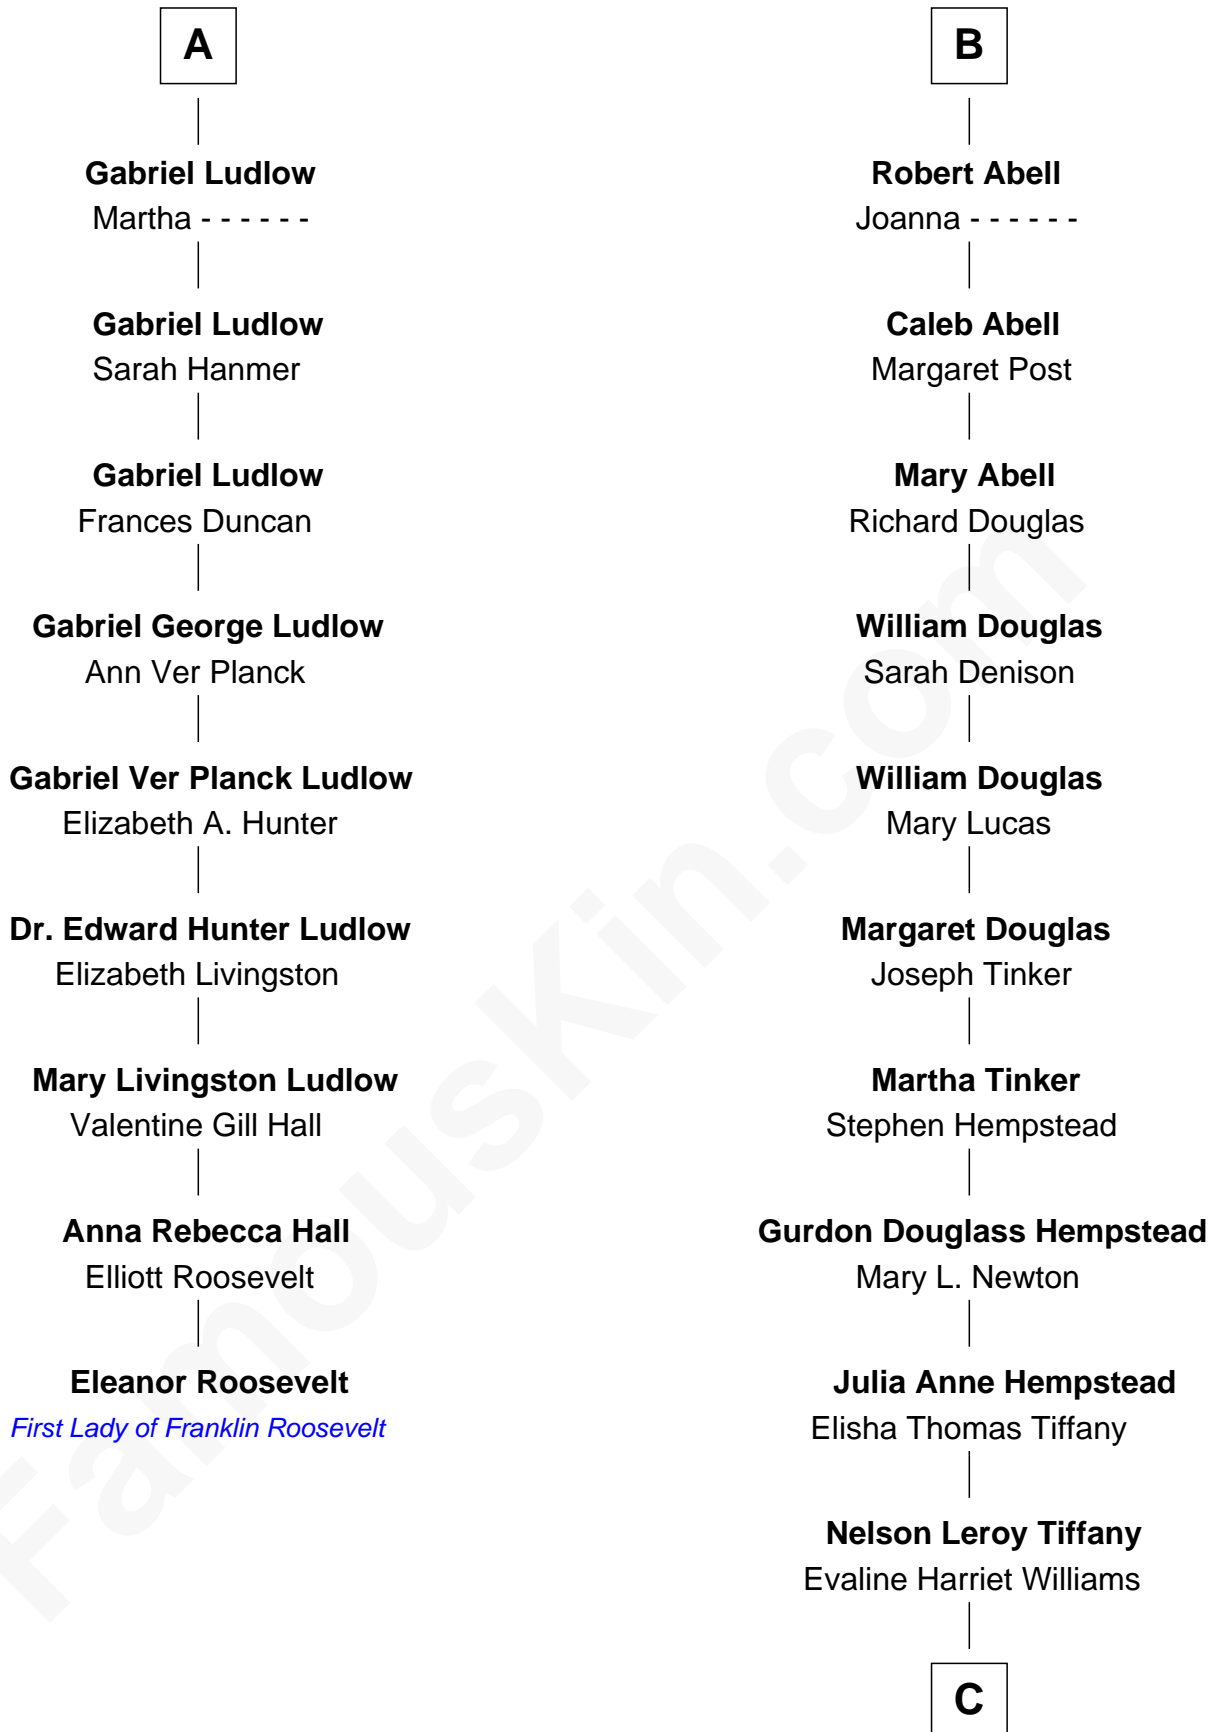 A
Gabriel Ludlow
Martha - - - - - -
Gabriel Ludlow
Sarah Hanmer
Gabriel Ludlow
Frances Duncan
Gabriel George Ludlow
Ann Ver Planck
Gabriel Ver Planck Ludlow
Elizabeth A. Hunter
Dr. Edward Hunter Ludlow
Elizabeth Livingston
Mary Livingston Ludlow
Valentine Gill Hall
Anna Rebecca Hall
Elliott Roosevelt
Eleanor Roosevelt
First Lady of Franklin Roosevelt
B
Robert Abell
Joanna - - - - - -
Caleb Abell
Margaret Post
Mary Abell
Richard Douglas
William Douglas
Sarah Denison
William Douglas
Mary Lucas
Margaret Douglas
Joseph Tinker
Martha Tinker
Stephen Hempstead
Gurdon Douglass Hempstead
Mary L. Newton
Julia Anne Hempstead
Elisha Thomas Tiffany
Nelson Leroy Tiffany
Evaline Harriet Williams
C
FamousKin.com